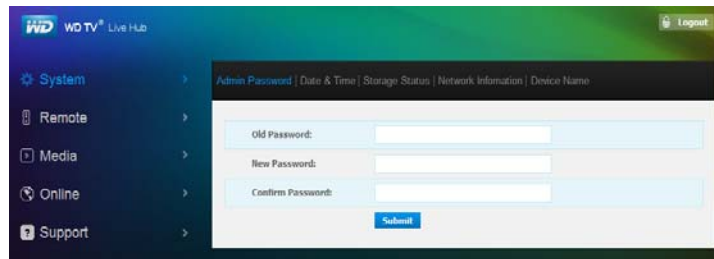 WD WD TV® Live Hub
Logout
System
Remote
Media
Online
Support
Admin Password | Date & Time | Storage Status | Network Infomation | Device Name
Old Password:
New Password:
Confirm Password:
Submit